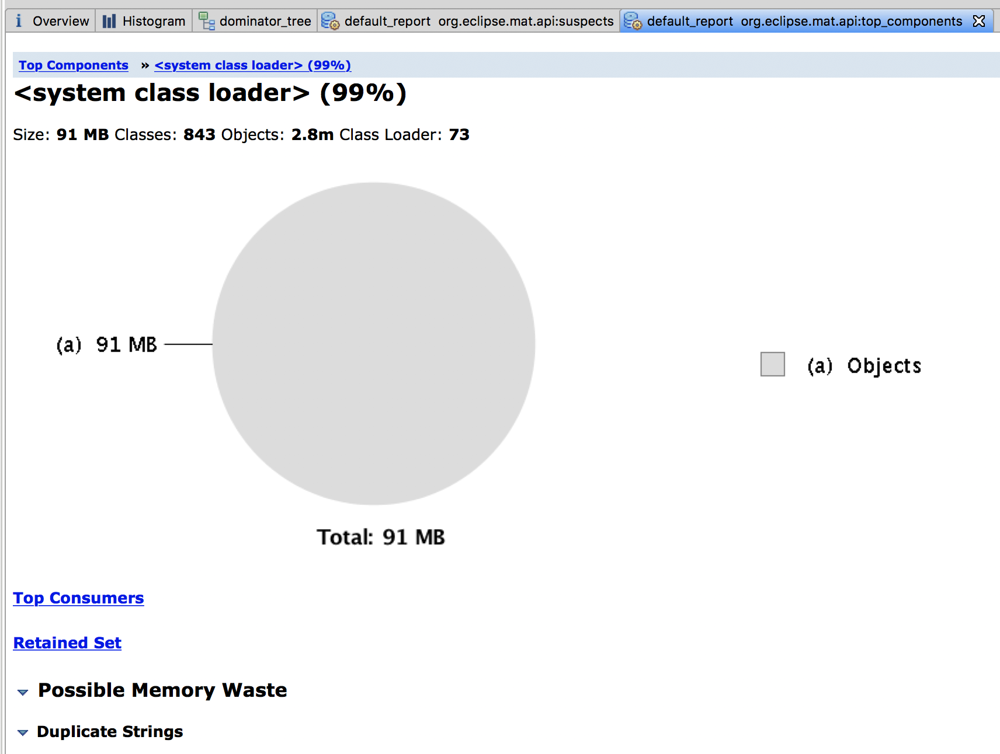 Overview Histogram dominator_tree default_report org.eclipse.mat.api:suspects default_report org.eclipse.mat.api:top_components
Top Components » <system class loader> (99%)
<system class loader> (99%)
Size: 91 MB Classes: 843 Objects: 2.8m Class Loader: 73
(a) 91 MB
(a) Objects
Total: 91 MB
Top Consumers
Retained Set
Possible Memory Waste
Duplicate Strings